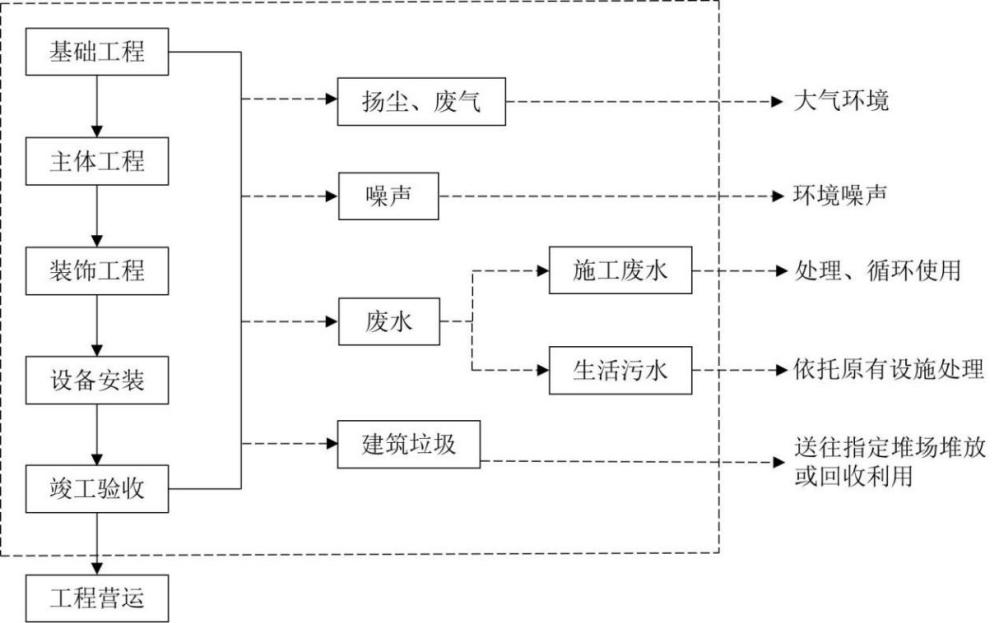 基础工程
扬尘、废气
大气环境
主体工程
噪声
环境噪声
装饰工程
施工废水
处理、循环使用
废水
设备安装
生活污水
依托原有设施处理
建筑垃圾
送往指定堆场堆放
或回收利用
竣工验收
工程营运